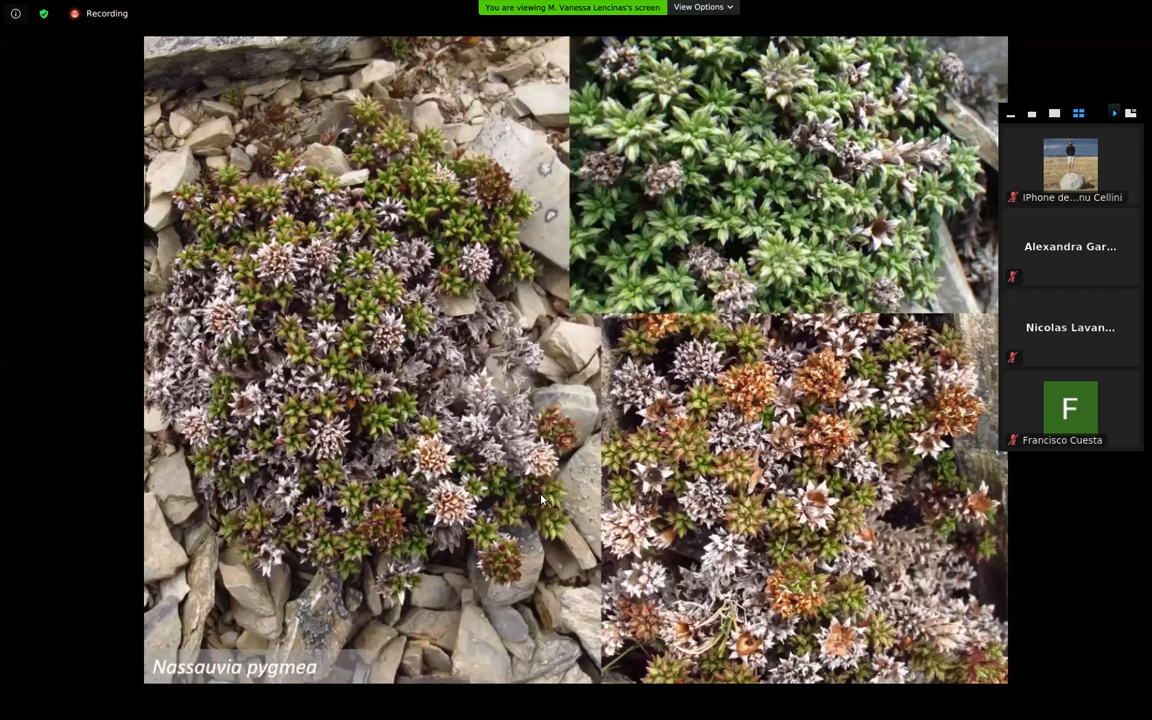 Recording
You are viewing M. Vanessa Lencinas's screen
View Options
IPhone de...nu Cellini
Alexandra Gar...
Nicolas Lavan...
F
Francisco Cuesta
Nassauvia pygmea